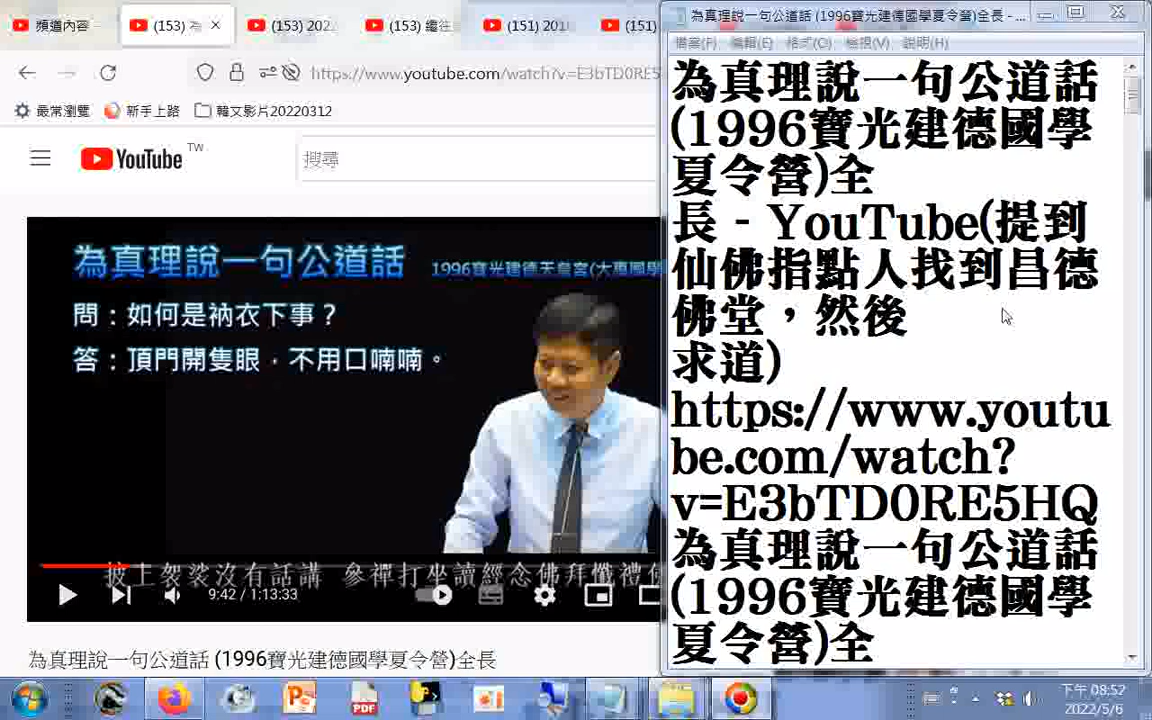 頻道內容
(153) 為
(153) 202
(153) 繼往
(151) 201
(151)
https://www.youtube.com/watch?v=E3bTD0RE5
最常瀏覽
新手上路
韓文影片20220312
YouTube
TW
搜尋
為真理說一句公道話
1996寶光建德天皇宮(大專國學
問：如何是衲衣下事？
答：頂門開隻眼，不用口喃喃。
披上袈裟沒有話講 參禪打坐讀經念佛拜懺禮佛
9:42 / 1:13:33
為真理說一句公道話 (1996寶光建德國學夏令營)全長
為真理說一句公道話 (1996寶光建德國學夏令營)全長 - ...
檔案(F) 編輯(E) 格式(O) 檢視(V) 說明(H)
為真理說一句公道話
(1996寶光建德國學
夏令營)全
長 - YouTube(提到
仙佛指點人找到昌德
佛堂，然後
求道)
https://www.youtu
be.com/watch?
v=E3bTD0RE5HQ
為真理說一句公道話
(1996寶光建德國學
夏令營)全
PDF
下午 08:52
2022/5/6